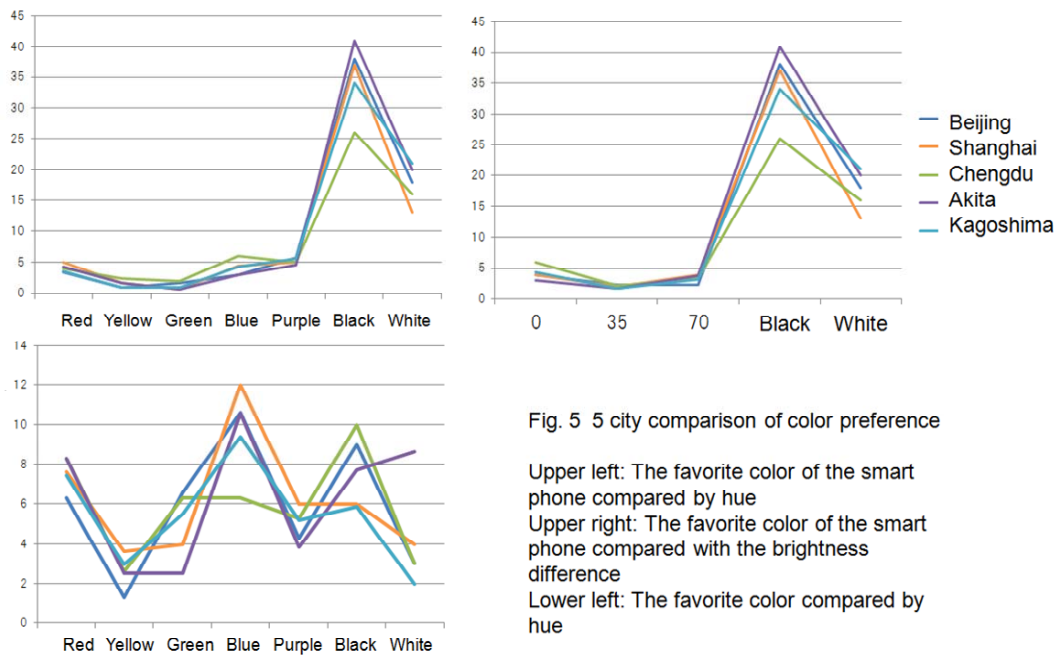 45
40
35
30
25
20
15
10
5
0
Red Yellow Green Blue Purple Black White
45
40
35
30
25
20
15
10
5
0
0 35 70 Black White
Beijing
Shanghai
Chengdu
Akita
Kagoshima
14
12
10
8
6
4
2
0
Red Yellow Green Blue Purple Black White
Fig. 5 5 city comparison of color preference
Upper left: The favorite color of the smart
phone compared by hue
Upper right: The favorite color of the smart
phone compared with the brightness
difference
Lower left: The favorite color compared by
hue